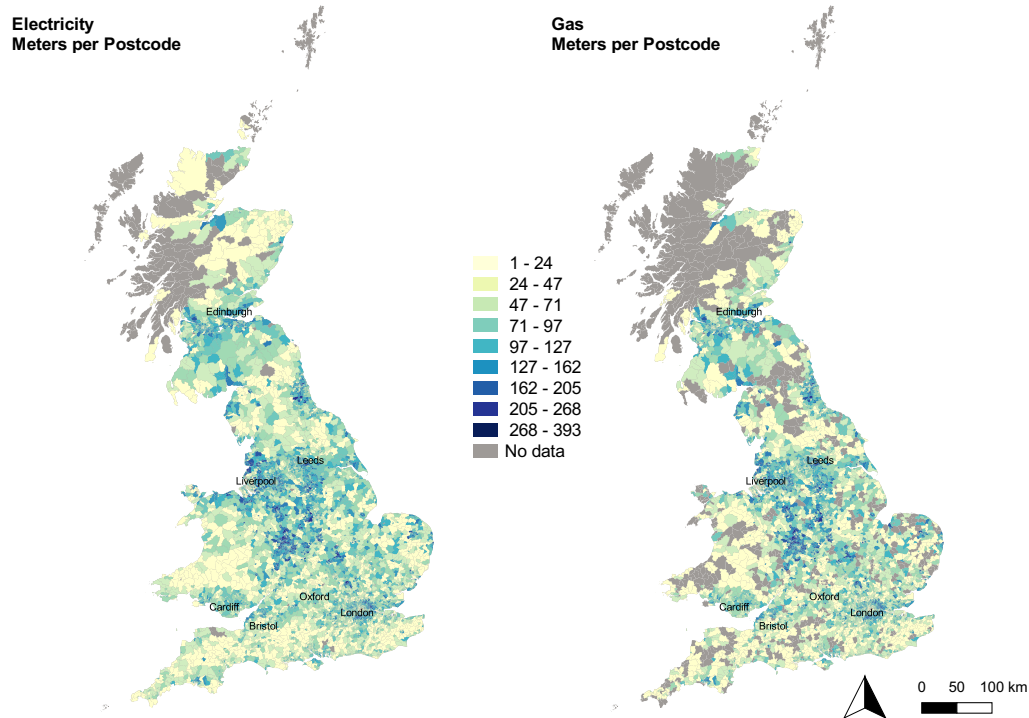 Electricity
Meters per Postcode
Gas
Meters per Postcode
1 - 24
24 - 47
47 - 71
71 - 97
97 - 127
127 - 162
162 - 205
205 - 268
268 - 393
No data
Edinburgh
Leeds
Liverpool
Oxford
Cardiff
London
Bristol
Edinburgh
Leeds
Liverpool
Oxford
Cardiff
London
Bristol
0 50 100 km